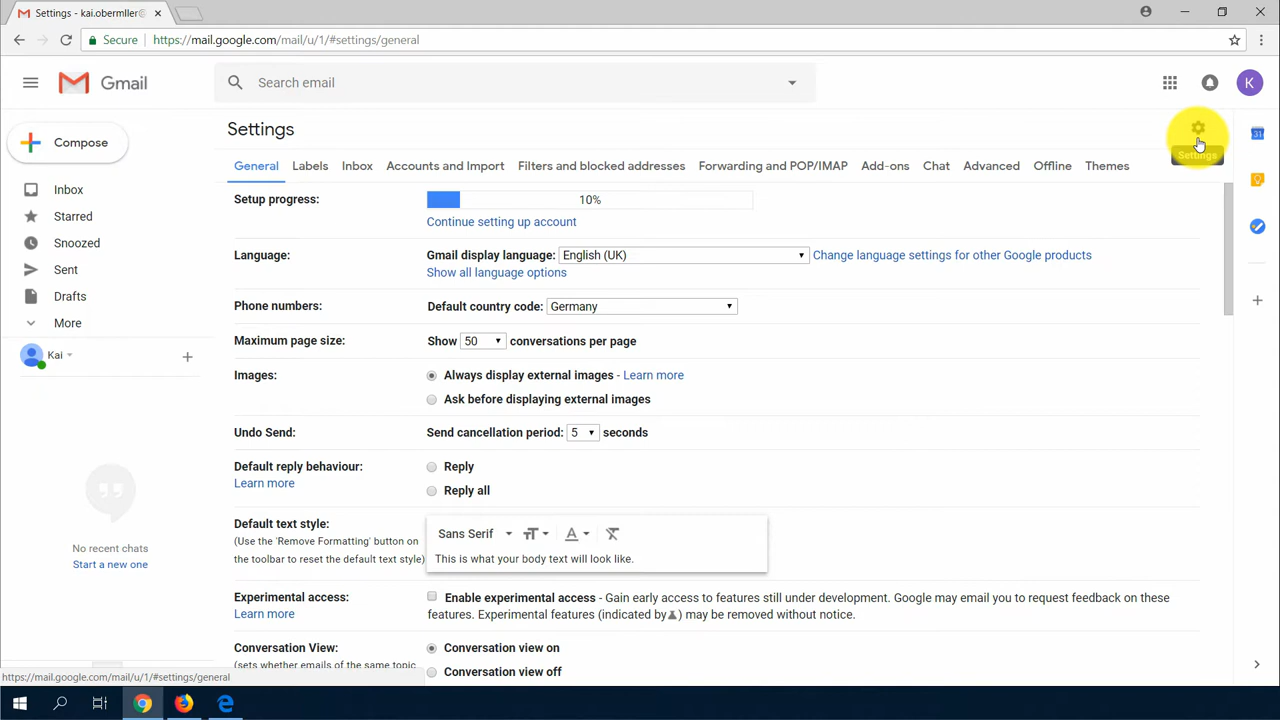 Settings - kai.obermller@
Secure
https://mail.google.com/mail/u/1/#settings/general
Gmail
Search email
K
Settings
Settings
31
Compose
General
Labels
Inbox
Accounts and Import
Filters and blocked addresses
Forwarding and POP/IMAP
Add-ons
Chat
Advanced
Offline
Themes
Inbox
Starred
Snoozed
Sent
Drafts
More
Kai
No recent chats
Start a new one
Setup progress:
10%
Continue setting up account
Language:
Gmail display language: English (UK)
Change language settings for other Google products
Show all language options
Phone numbers:
Default country code: Germany
Maximum page size:
Show 50 conversations per page
Images:
Always display external images - Learn more
Ask before displaying external images
Undo Send:
Send cancellation period: 5 seconds
Default reply behaviour:
Learn more
Reply
Reply all
Default text style:
(Use the 'Remove Formatting' button on
the toolbar to reset the default text style)
Sans Serif
This is what your body text will look like.
Experimental access:
Learn more
Enable experimental access - Gain early access to features still under development. Google may email you to request feedback on these
features. Experimental features (indicated by ) may be removed without notice.
Conversation View:
(sets whether emails of the same topic
Conversation view on
Conversation view off
https://mail.google.com/mail/u/1/#settings/general